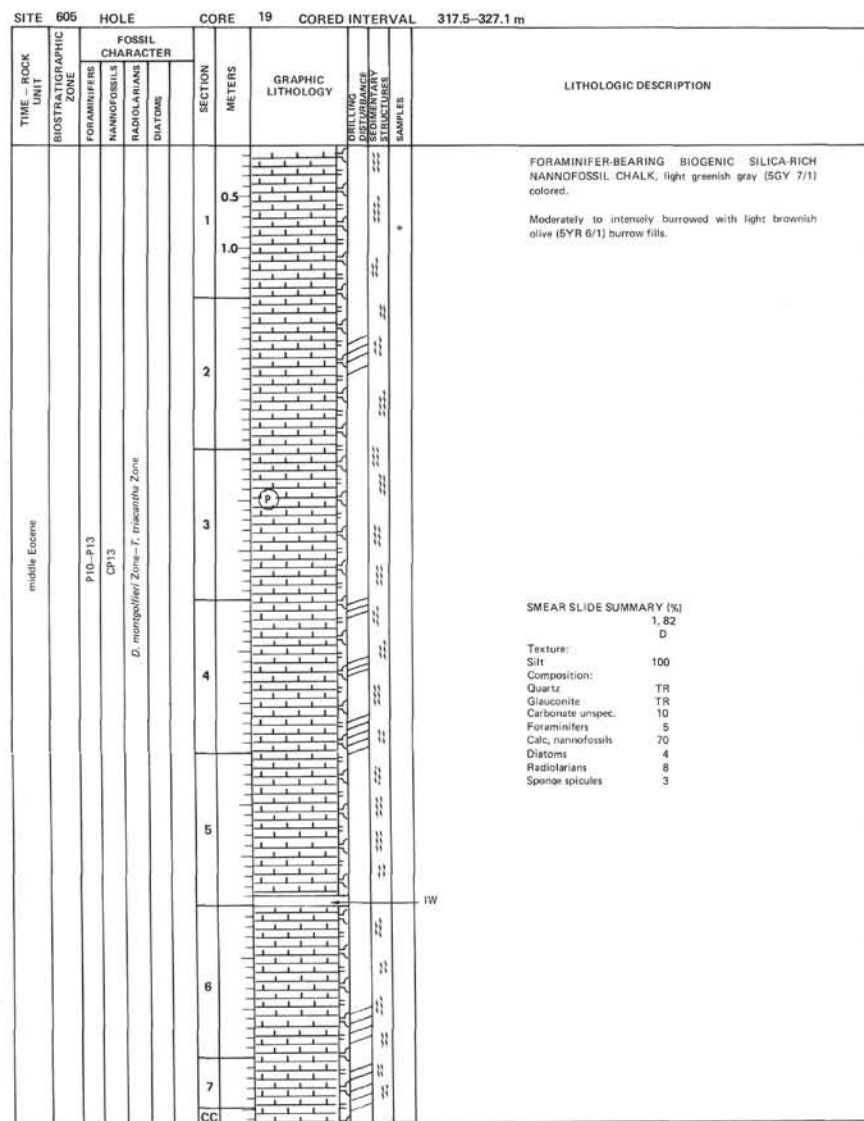 SITE 605 HOLE CORE 19 CORED INTERVAL 317.5–327.1 m
TIME – ROCK UNIT
BIOSTRATIGRAPHIC ZONE
FOSSIL CHARACTER
FORAMINIFERS
NANNOFOSSILS
RADIOLARIANS
DIATOMS
SECTION
METERS
GRAPHIC LITHOLOGY
DRILLING DISTURBANCE
SEDIMENTARY STRUCTURES
SAMPLES
LITHOLOGIC DESCRIPTION
middle Eocene
P10–P13
CP13
D. montgolfieri Zone–T. triacantha Zone
1
0.5
1.0
2
3
4
5
6
7
CC
P
*
IW
FORAMINIFER-BEARING BIOGENIC SILICA-RICH
NANNOFOSSIL CHALK, light greenish gray (5GY 7/1)
colored.
Moderately to intensely burrowed with light brownish
olive (5YR 6/1) burrow fills.
SMEAR SLIDE SUMMARY (%)
1, 82
D
Texture:
Silt 100
Composition:
Quartz TR
Glauconite TR
Carbonate unspec. 10
Foraminifers 5
Calc. nannofossils 70
Diatoms 4
Radiolarians 8
Sponge spicules 3